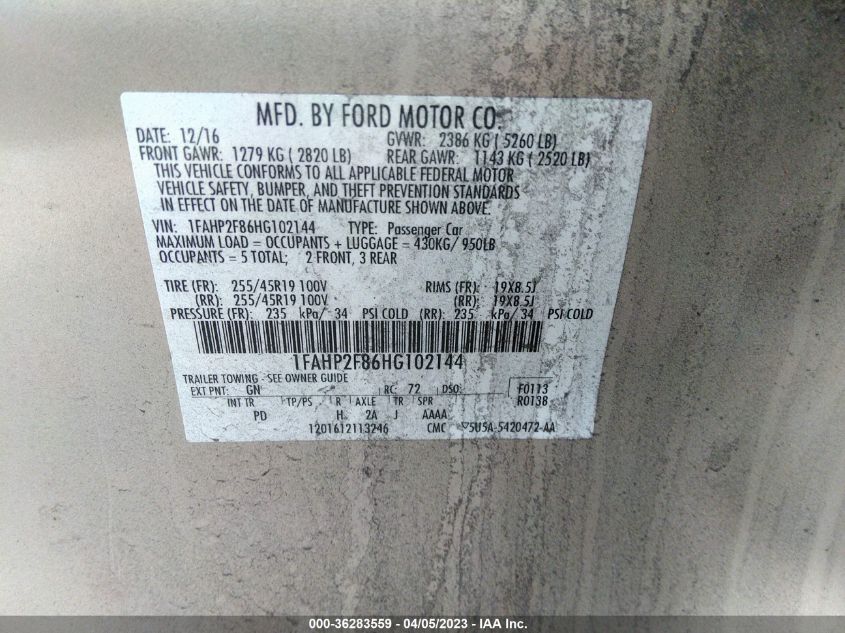 MFD. BY FORD MOTOR CO.
DATE: 12/16 GVWR: 2386 KG ( 5260 LB)
FRONT GAWR: 1279 KG ( 2820 LB) REAR GAWR: 1143 KG ( 2520 LB)
THIS VEHICLE CONFORMS TO ALL APPLICABLE FEDERAL MOTOR
VEHICLE SAFETY, BUMPER, AND THEFT PREVENTION STANDARDS
IN EFFECT ON THE DATE OF MANUFACTURE SHOWN ABOVE.
VIN: 1FAHP2F86HG102144 TYPE: Passenger Car
MAXIMUM LOAD = OCCUPANTS + LUGGAGE = 430KG/ 950LB
OCCUPANTS = 5 TOTAL; 2 FRONT, 3 REAR
TIRE (FR): 255/45R19 100V RIMS (FR): 19X8.5J
(RR): 255/45R19 100V (RR): 19X8.5J
PRESSURE (FR): 235 kPa/ 34 PSI COLD (RR): 235 kPa/ 34 PSI COLD
1FAHP2F86HG102144
TRAILER TOWING - SEE OWNER GUIDE
EXT PNT: GN RC: 72 DSO: F0113
R0138
INT TR TP/PS R AXLE TR SPR
PD H 2A J AAAA
1201612113246 CMC 5U5A-5420472-AA
000-36283559 - 04/05/2023 - IAA Inc.